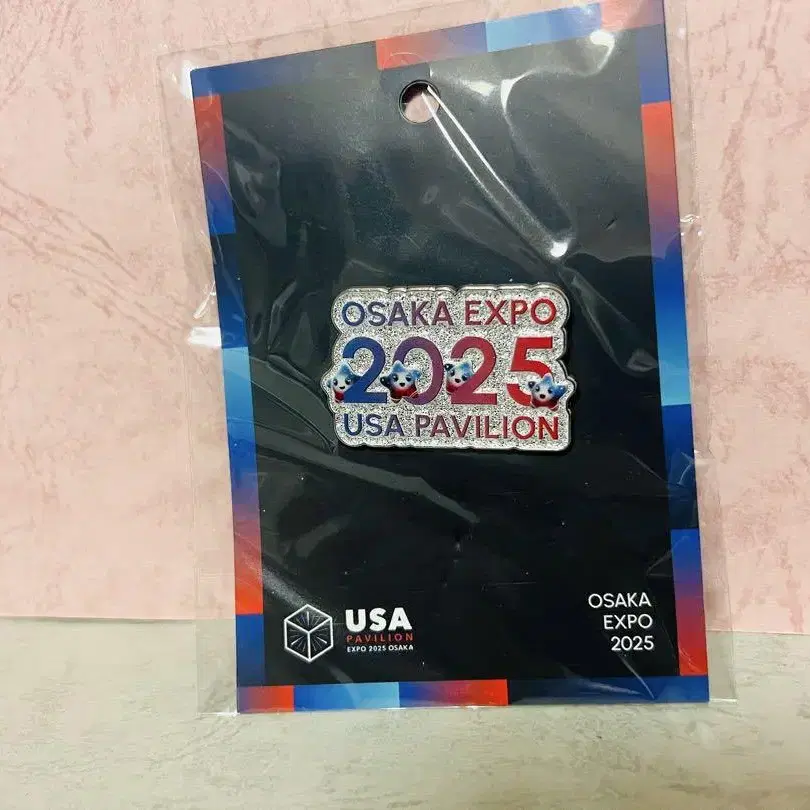 OSAKA EXPO
2025
USA PAVILION
USA
PAVILION
EXPO 2025 OSAKA
OSAKA
EXPO
2025